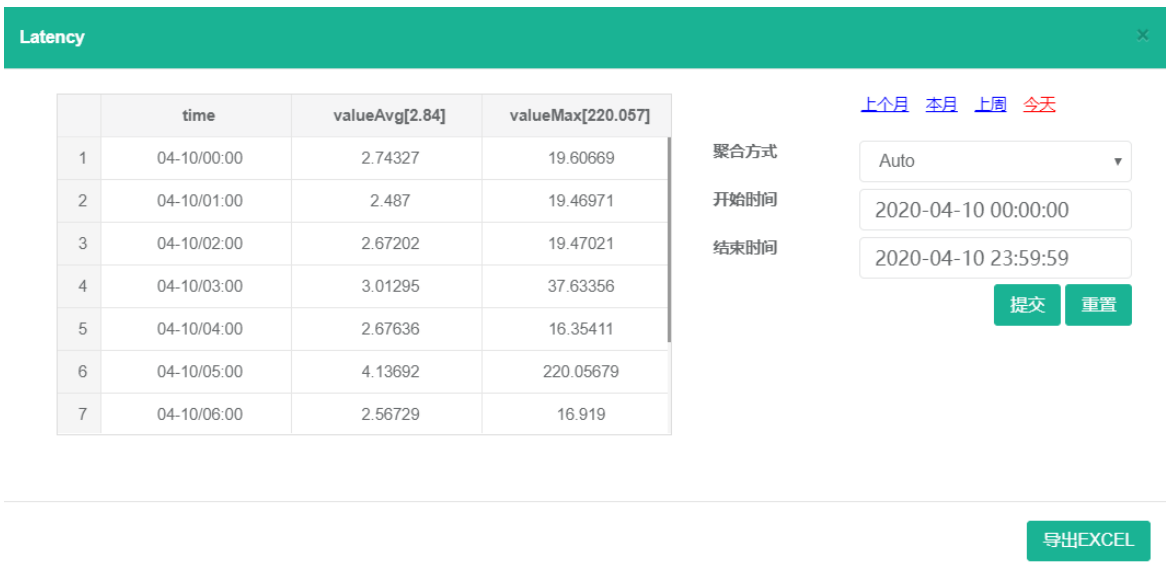 Latency ×
time valueAvg[2.84] valueMax[220.057]
1 04-10/00:00 2.74327 19.60669
2 04-10/01:00 2.487 19.46971
3 04-10/02:00 2.67202 19.47021
4 04-10/03:00 3.01295 37.63356
5 04-10/04:00 2.67636 16.35411
6 04-10/05:00 4.13692 220.05679
7 04-10/06:00 2.56729 16.919
上个月 本月 上周 今天
聚合方式 Auto
开始时间 2020-04-10 00:00:00
结束时间 2020-04-10 23:59:59
提交 重置
导出EXCEL